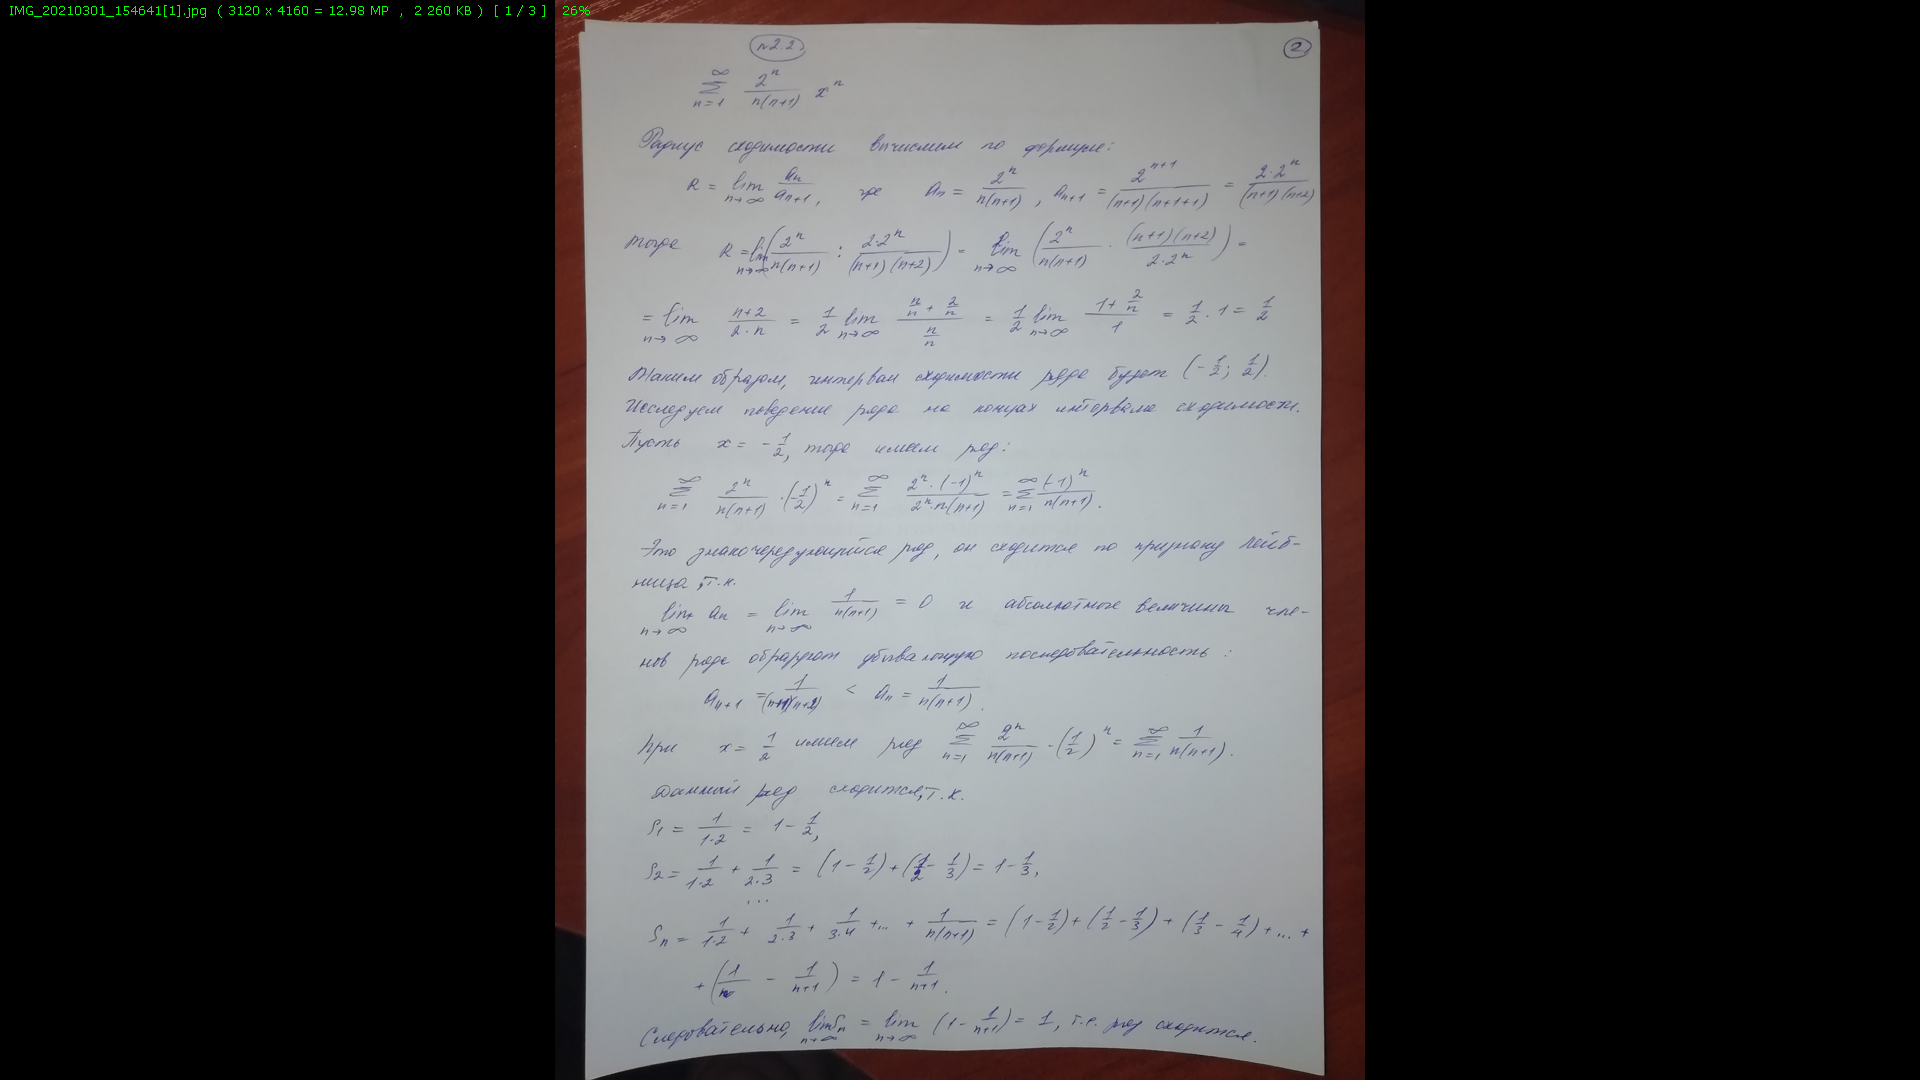 IMG_20210301_154641[1].jpg ( 3120 x 4160 = 12.98 MP , 2 260 KB ) [ 1 / 3 ] 26%
№2.2
2
∑_{n=1}^{∞} 2^n/(n(n+1)) x^n
Радиус сходимости вычислим по формуле:
R = lim_{n→∞} a_n/a_{n+1}, где a_n = 2^n/(n(n+1)), a_{n+1} = 2^{n+1}/((n+1)(n+1+1)) = 2·2^n/((n+1)(n+2))
тогда R = lim_{n→∞} (2^n/(n(n+1)) : 2·2^n/((n+1)(n+2))) = lim_{n→∞} (2^n/(n(n+1)) · (n+1)(n+2)/(2·2^n)) =
= lim_{n→∞} (n+2)/(2·n) = 1/2 lim_{n→∞} (n/n + 2/n)/(n/n) = 1/2 lim_{n→∞} (1+2/n)/1 = 1/2 · 1 = 1/2
Таким образом, интервал сходимости ряда будет (-1/2; 1/2).
Исследуем поведение ряда на концах интервала сходимости.
Пусть x = -1/2, тогда имеем ряд:
∑_{n=1}^{∞} 2^n/(n(n+1)) · (-1/2)^n = ∑_{n=1}^{∞} 2^n·(-1)^n/(2^n·n(n+1)) = ∑_{n=1}^{∞} (-1)^n/(n(n+1)).
Это знакочередующийся ряд, он сходится по признаку Лейб-
ница, т.к.
lim_{n→∞} a_n = lim_{n→∞} 1/(n(n+1)) = 0 и абсолютные величины чле-
нов ряда образуют убывающую последовательность:
a_{n+1} = 1/((n+1)(n+2)) < a_n = 1/(n(n+1)).
При x = 1/2 имеем ряд ∑_{n=1}^{∞} 2^n/(n(n+1)) · (1/2)^n = ∑_{n=1}^{∞} 1/(n(n+1)).
Данный ряд сходится, т.к.
S_1 = 1/(1·2) = 1 - 1/2,
S_2 = 1/(1·2) + 1/(2·3) = (1 - 1/2) + (1/2 - 1/3) = 1 - 1/3,
...
S_n = 1/(1·2) + 1/(2·3) + 1/(3·4) + ... + 1/(n(n+1)) = (1 - 1/2) + (1/2 - 1/3) + (1/3 - 1/4) + ... +
+ (1/n - 1/(n+1)) = 1 - 1/(n+1).
Следовательно, lim_{n→∞} S_n = lim_{n→∞} (1 - 1/(n+1)) = 1, т.е. ряд сходится.